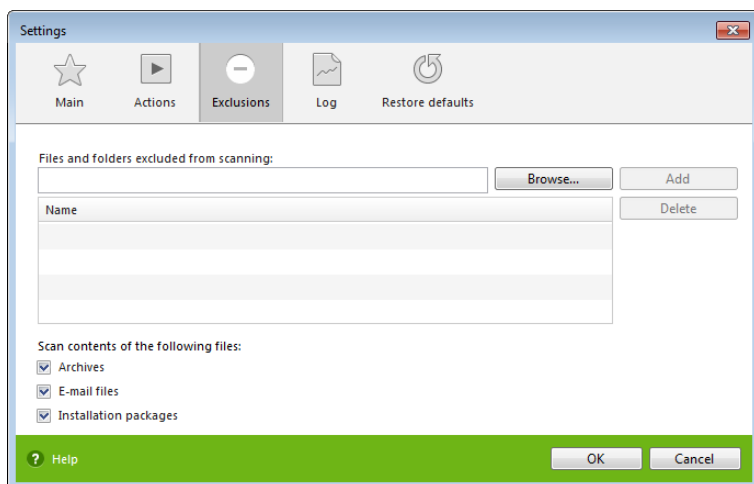 Settings
Main Actions Exclusions Log Restore defaults
Files and folders excluded from scanning:
Browse... Add
Name Delete
Scan contents of the following files:
Archives
E-mail files
Installation packages
? Help OK Cancel